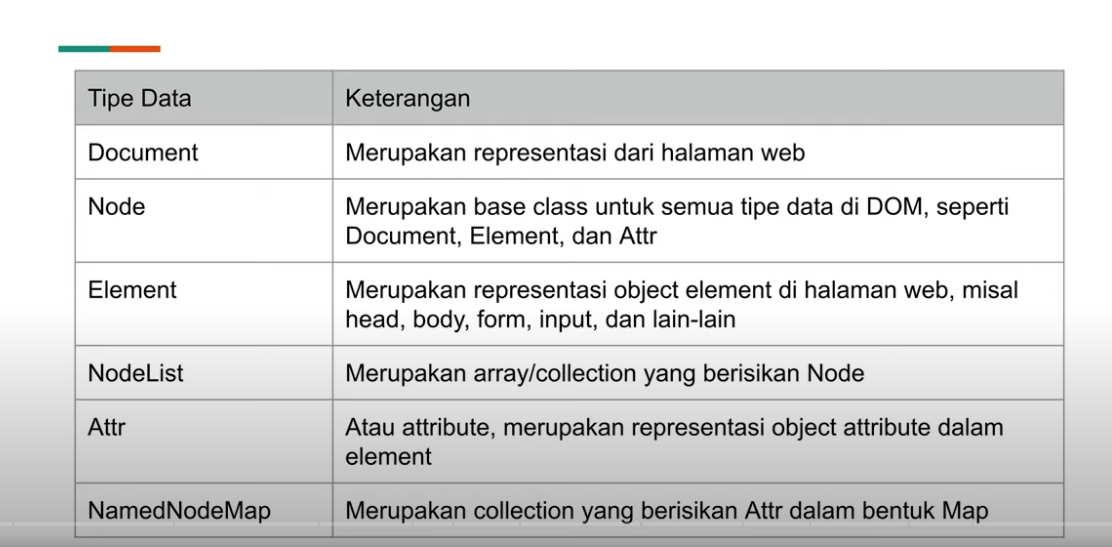 Tipe Data
Keterangan
Document
Merupakan representasi dari halaman web
Node
Merupakan base class untuk semua tipe data di DOM, seperti
Document, Element, dan Attr
Element
Merupakan representasi object element di halaman web, misal
head, body, form, input, dan lain-lain
NodeList
Merupakan array/collection yang berisikan Node
Attr
Atau attribute, merupakan representasi object attribute dalam
element
NamedNodeMap
Merupakan collection yang berisikan Attr dalam bentuk Map